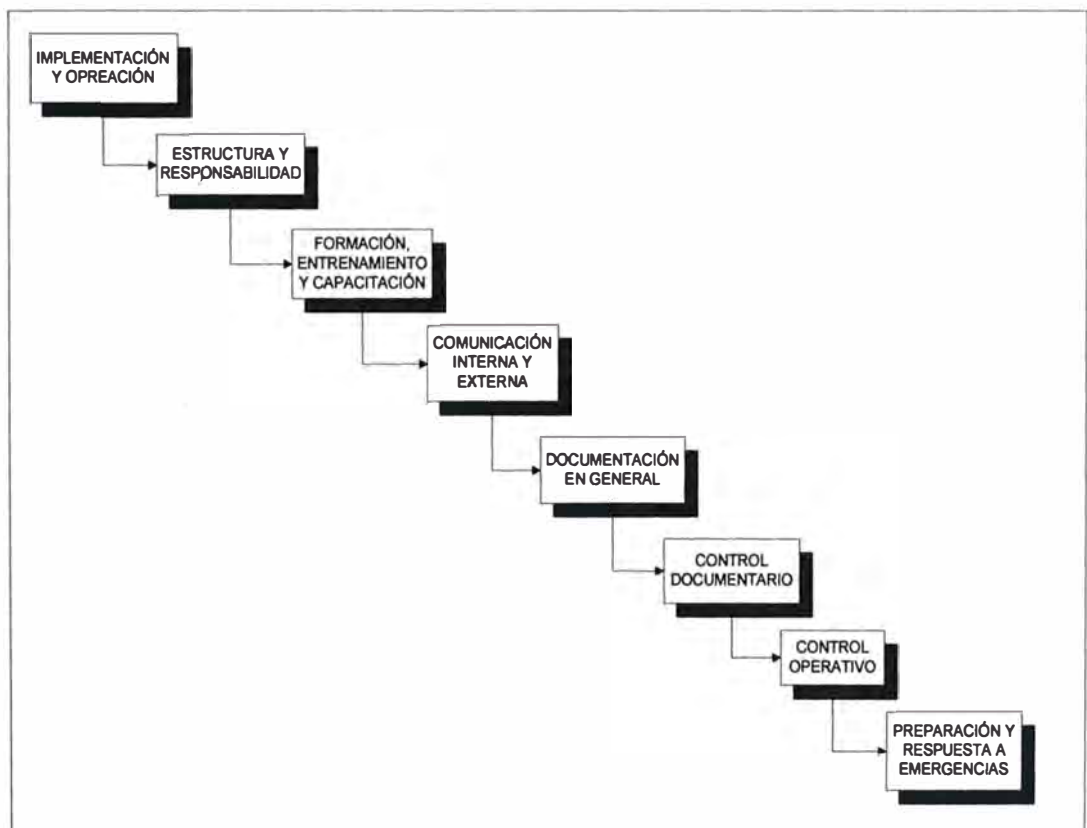 IMPLEMENTACIÓN
Y OPREACIÓN
ESTRUCTURA Y
RESPONSABILIDAD
FORMACIÓN,
ENTRENAMIENTO
Y CAPACITACIÓN
COMUNICACIÓN
INTERNA Y
EXTERNA
DOCUMENTACIÓN
EN GENERAL
CONTROL
DOCUMENTARIO
CONTROL
OPERATIVO
PREPARACIÓN Y
RESPUESTA A
EMERGENCIAS